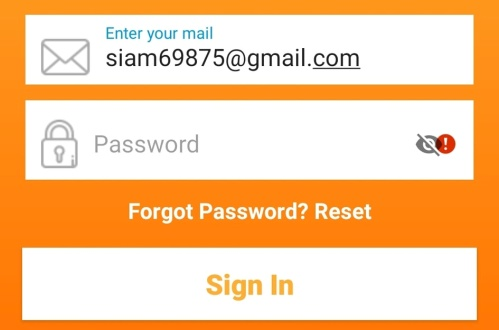 Enter your mail
siam69875@gmail.com
Password
Forgot Password? Reset
Sign In